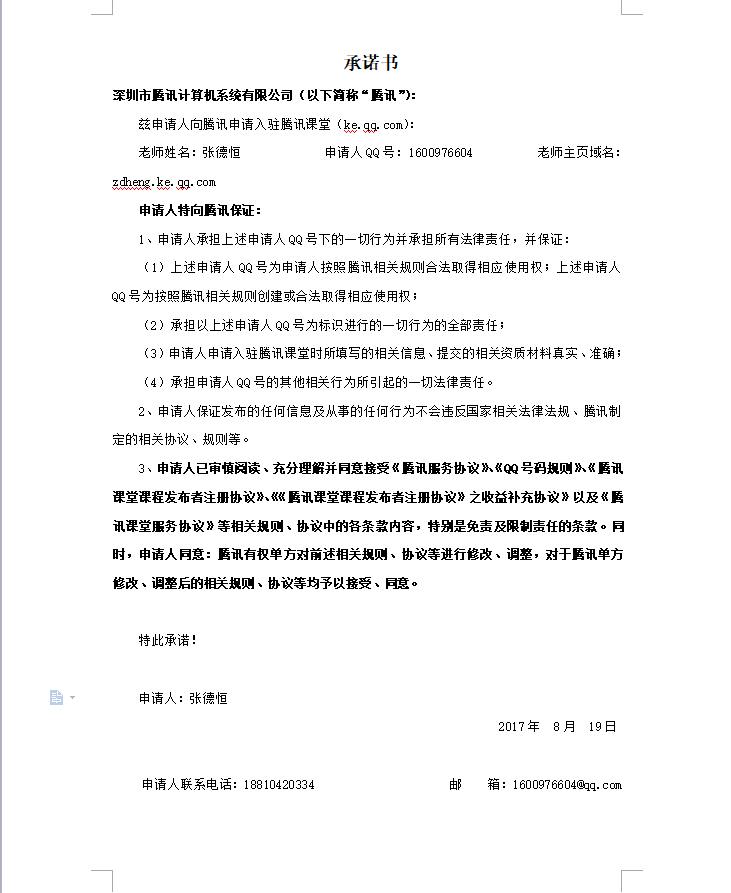 承诺书
深圳市腾讯计算机系统有限公司（以下简称“腾讯”）：
兹申请人向腾讯申请入驻腾讯课堂（ke.qq.com）：
老师姓名：张德恒 申请人QQ号：1600976604 老师主页域名：
zdheng.ke.qq.com
申请人特向腾讯保证：
1、申请人承担上述申请人QQ号下的一切行为并承担所有法律责任，并保证：
（1）上述申请人QQ号为申请人按照腾讯相关规则合法取得相应使用权；上述申请人
QQ号为按照腾讯相关规则创建或合法取得相应使用权；
（2）承担以上述申请人QQ号为标识进行的一切行为的全部责任；
（3）申请人申请入驻腾讯课堂时所填写的相关信息、提交的相关资质材料真实、准确；
（4）承担申请人QQ号的其他相关行为所引起的一切法律责任。
2、申请人保证发布的任何信息及从事的任何行为不会违反国家相关法律法规、腾讯制
定的相关协议、规则等。
3、申请人已审慎阅读、充分理解并同意接受《腾讯服务协议》、《QQ号码规则》、《腾讯
课堂课程发布者注册协议》、《《腾讯课堂课程发布者注册协议》之收益补充协议》以及《腾
讯课堂服务协议》等相关规则、协议中的各条款内容，特别是免责及限制责任的条款。同
时，申请人同意：腾讯有权单方对前述相关规则、协议等进行修改、调整，对于腾讯单方
修改、调整后的相关规则、协议等均予以接受、同意。
特此承诺！
申请人：张德恒
2017年 8月 19日
申请人联系电话：18810420334 邮 箱：1600976604@qq.com